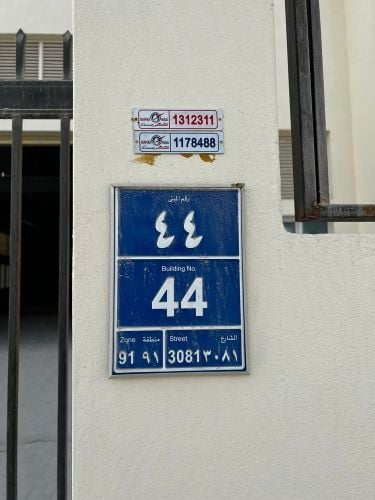 1312311
1178488
رقم المبنى
٤٤
Building No.
44
Zone منطقة Street الشارع
91 ٩١ 3081 ٣٠٨١